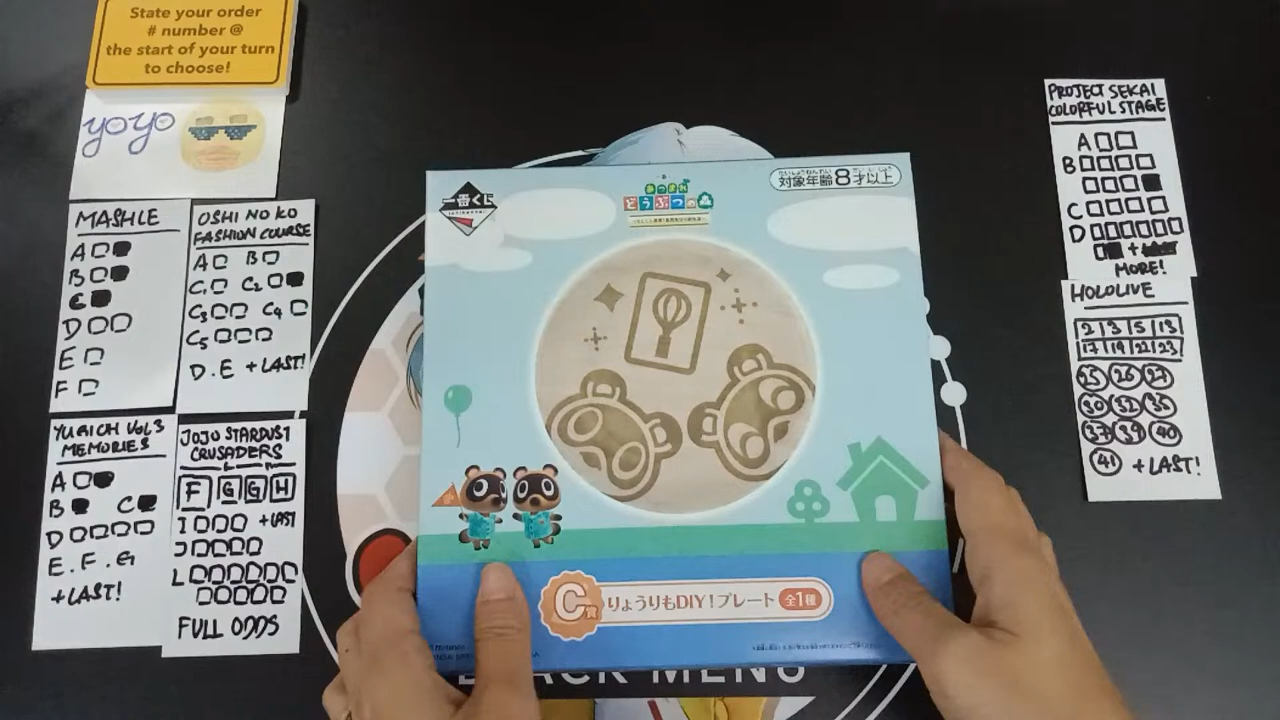 State your order
# number @
the start of your turn
to choose!
yoyo
MASHLE
A
B
C
D
E
F
OSHI NO KO
FASHION COURSE
A B
C1 C2
C3 C4
C5
D.E +LAST!
YURICH VOL3
MEMORIES
A
B C
D
E.F.G
+LAST!
JOJO STARDUST
CRUSADERS
F G G H
I +LAST
J
L
FULL ODDS
一番くじ
あつまれ
どうぶつの森
対象年齢8才以上
C賞 りょうりもDIY!プレート 全1種
BLACK MENU
PROJECT SEKAI
COLORFUL STAGE
A
B
C
D
+
MORE!
HOLOLIVE
2 3 5 13
17 19 22 23
25 26 27
30 32 35
37 39 40
41 +LAST!